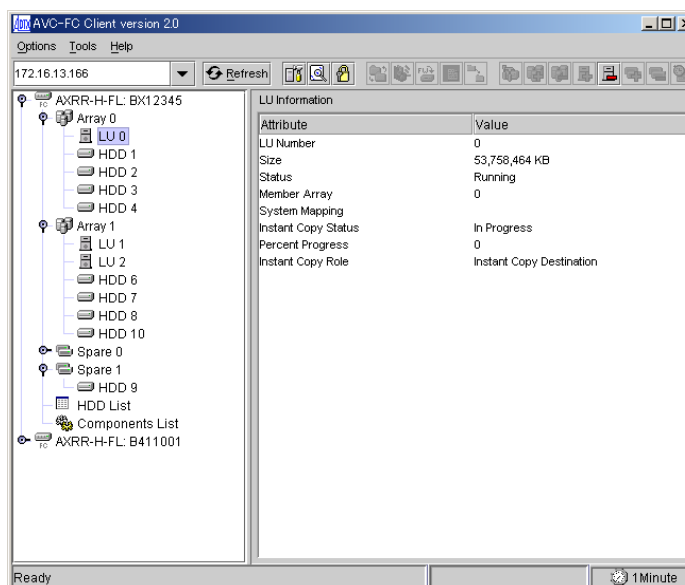 ADTX AVC-FC Client version 2.0
Options Tools Help
172.16.13.166 Refresh
FC AXRR-H-FL: BX12345
Array 0
LU 0
HDD 1
HDD 2
HDD 3
HDD 4
Array 1
LU 1
LU 2
HDD 6
HDD 7
HDD 8
HDD 10
Spare 0
Spare 1
HDD 9
HDD List
Components List
FC AXRR-H-FL: B411001
LU Information
Attribute Value
LU Number 0
Size 53,758,464 KB
Status Running
Member Array 0
System Mapping
Instant Copy Status In Progress
Percent Progress 0
Instant Copy Role Instant Copy Destination
Ready 1 Minute